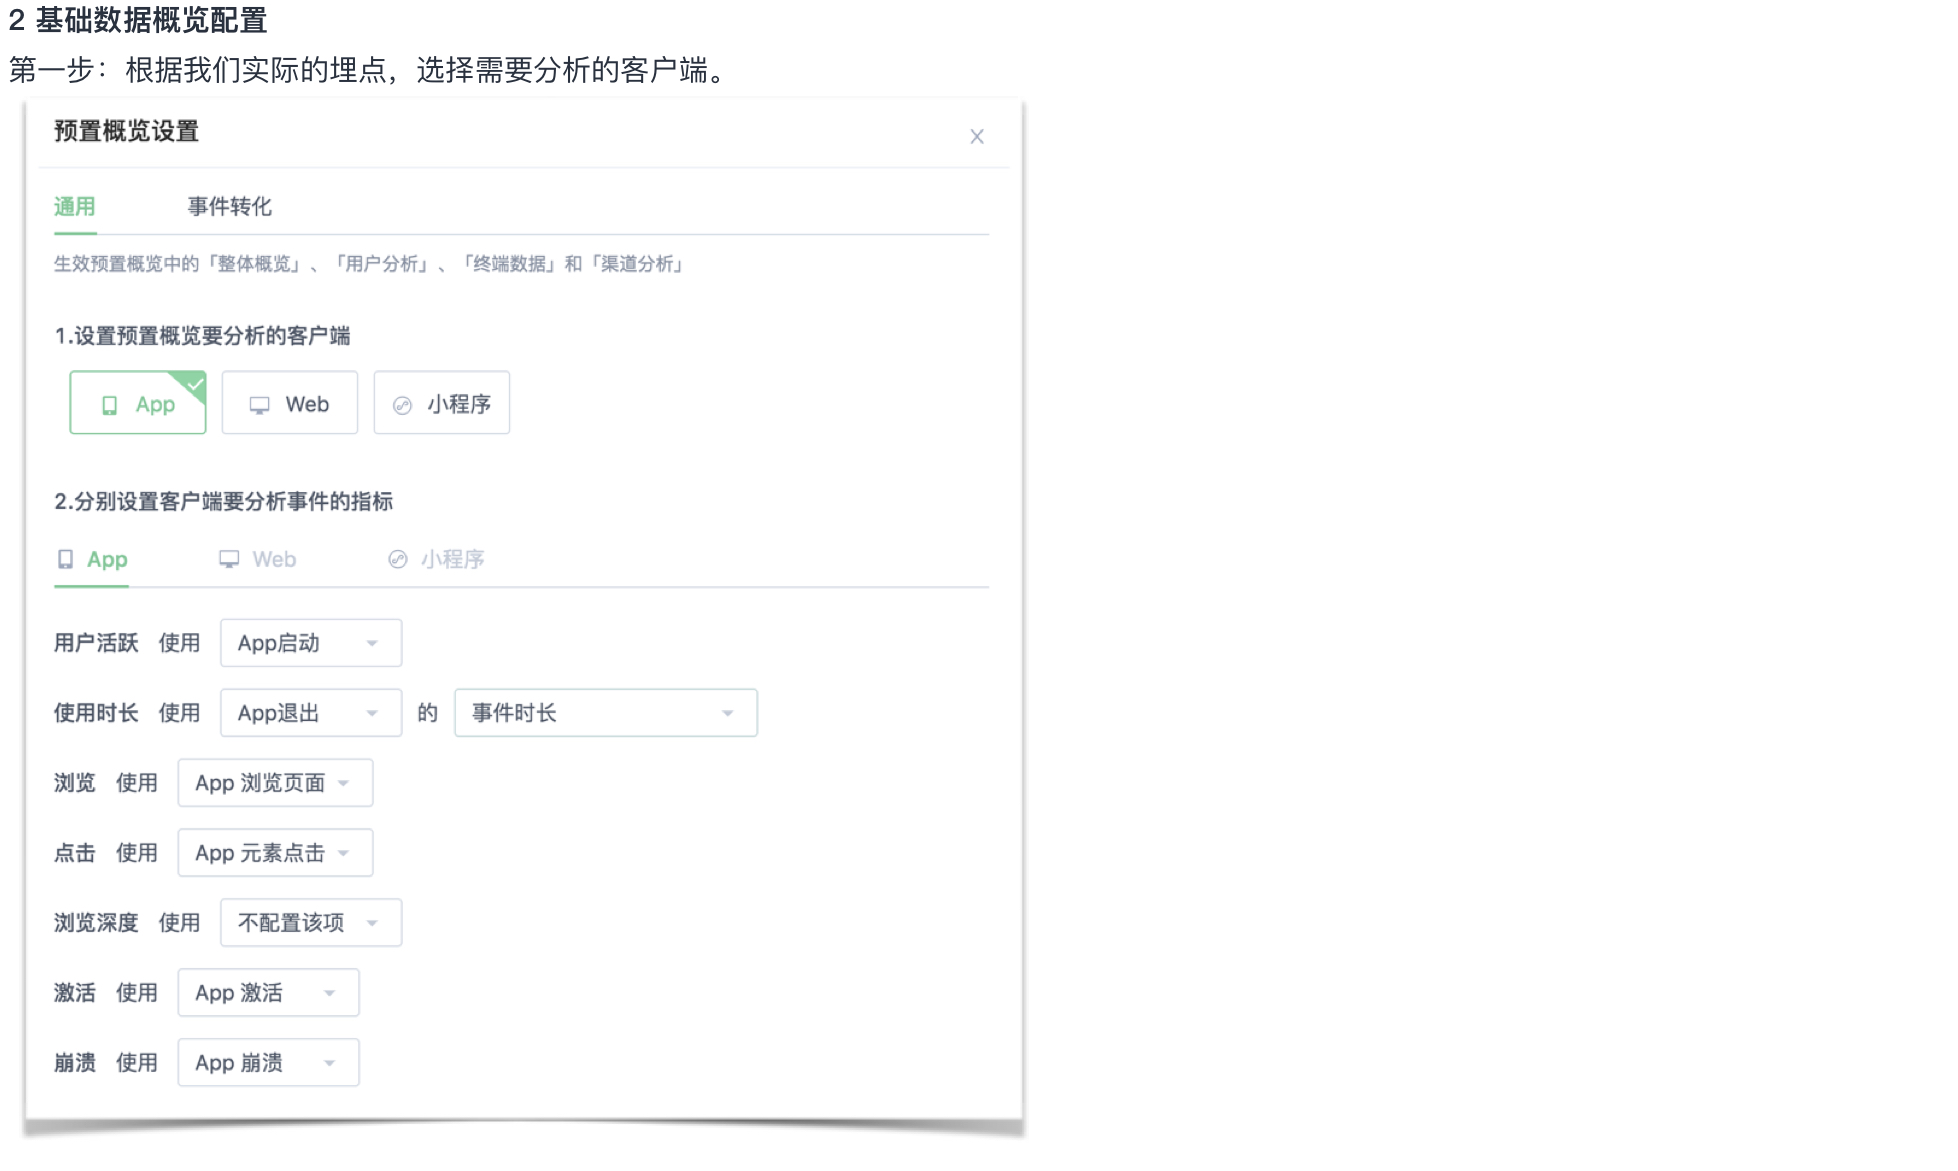 2 基础数据概览配置
第一步：根据我们实际的埋点，选择需要分析的客户端。
预置概览设置
通用 事件转化
生效预置概览中的「整体概览」、「用户分析」、「终端数据」和「渠道分析」
1.设置预置概览要分析的客户端
App Web 小程序
2.分别设置客户端要分析事件的指标
App Web 小程序
用户活跃 使用 App启动
使用时长 使用 App退出 的 事件时长
浏览 使用 App 浏览页面
点击 使用 App 元素点击
浏览深度 使用 不配置该项
激活 使用 App 激活
崩溃 使用 App 崩溃